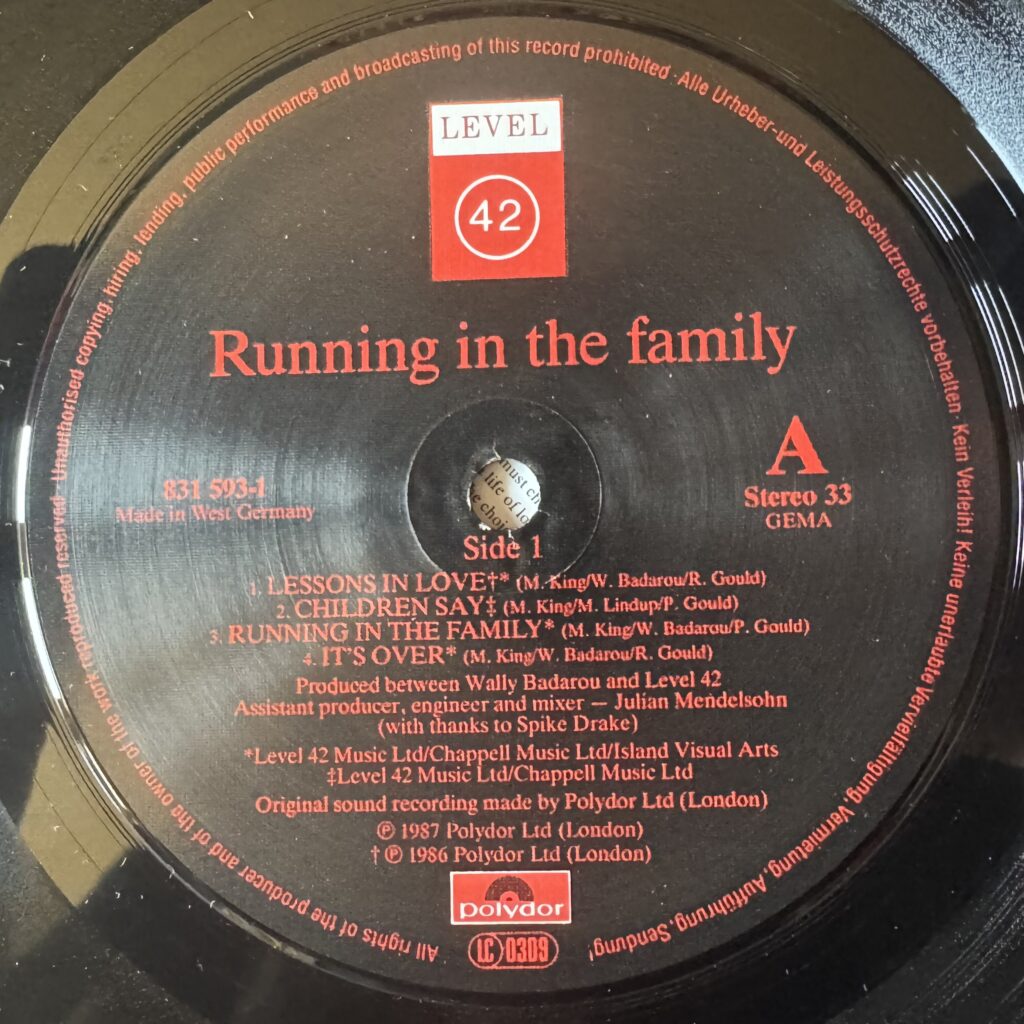 All rights of the producer and of the owner of the work reproduced reserved · Unauthorised copying, hiring, lending, public performance and broadcasting of this record prohibited · Alle Urheber-und Leistungsschutzrechte vorbehalten · Kein Verleih! Keine unerlaubte Vervielfältigung, Vermietung, Aufführung, Sendung!
LEVEL
42
Running in the family
A
831 593-1
Stereo 33
Made in West Germany
GEMA
must ch
life of lo
e choi
Side 1
1. LESSONS IN LOVE†* (M. King/W. Badarou/R. Gould)
2. CHILDREN SAY‡ (M. King/M. Lindup/P. Gould)
3. RUNNING IN THE FAMILY* (M. King/W. Badarou/P. Gould)
4. IT'S OVER* (M. King/W. Badarou/R. Gould)
Produced between Wally Badarou and Level 42
Assistant producer, engineer and mixer — Julian Mendelsohn
(with thanks to Spike Drake)
*Level 42 Music Ltd/Chappell Music Ltd/Island Visual Arts
‡Level 42 Music Ltd/Chappell Music Ltd
Original sound recording made by Polydor Ltd (London)
℗ 1987 Polydor Ltd (London)
† ℗ 1986 Polydor Ltd (London)
polydor
LC 0309